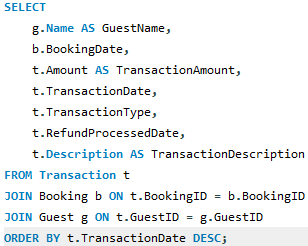 SELECT
g.Name AS GuestName,
b.BookingDate,
t.Amount AS TransactionAmount,
t.TransactionDate,
t.TransactionType,
t.RefundProcessedDate,
t.Description AS TransactionDescription
FROM Transaction t
JOIN Booking b ON t.BookingID = b.BookingID
JOIN Guest g ON t.GuestID = g.GuestID
ORDER BY t.TransactionDate DESC;